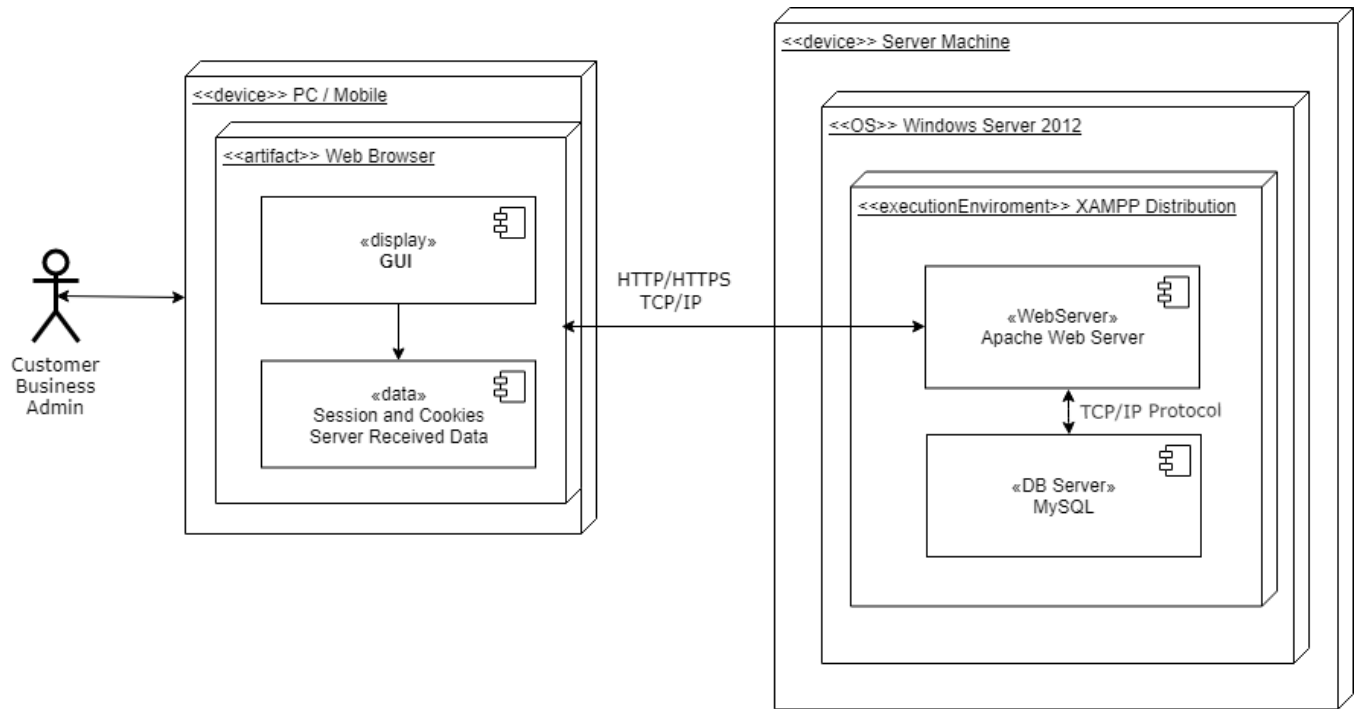 <<device>> Server Machine
<<device>> PC / Mobile
<<OS>> Windows Server 2012
<<artifact>> Web Browser
<<executionEnviroment>> XAMPP Distribution
«display»
GUI
HTTP/HTTPS
TCP/IP
«WebServer»
Apache Web Server
Customer
Business
Admin
«data»
Session and Cookies
Server Received Data
TCP/IP Protocol
«DB Server»
MySQL